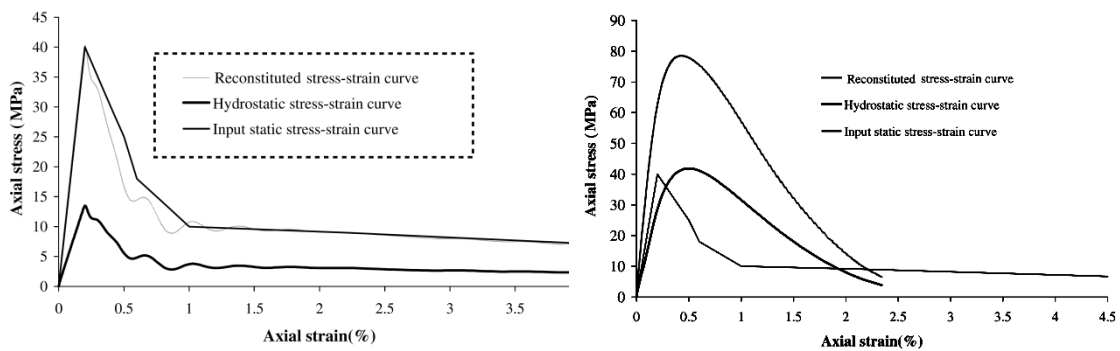 Axial stress (MPa)
45
40
35
30
25
20
15
10
5
0
Reconstituted stress-strain curve
Hydrostatic stress-strain curve
Input static stress-strain curve
0 0.5 1 1.5 2 2.5 3 3.5
Axial strain(%)
Axial stress (MPa)
90
80
70
60
50
40
30
20
10
0
Reconstituted stress-strain curve
Hydrostatic stress-strain curve
Input static stress-strain curve
0 0.5 1 1.5 2 2.5 3 3.5 4 4.5
Axial strain(%)